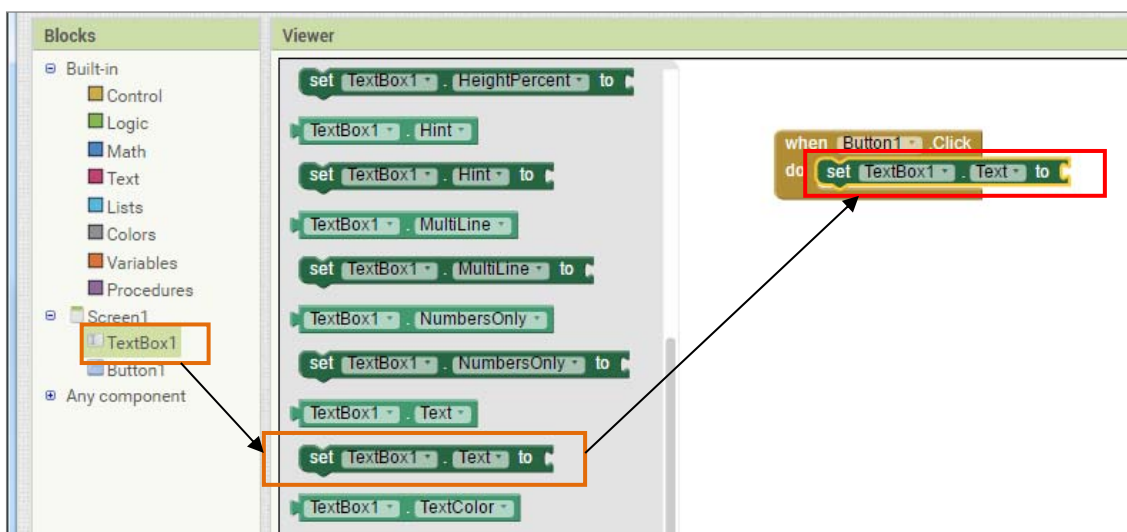 Blocks
Built-in
Control
Logic
Math
Text
Lists
Colors
Variables
Procedures
Screen1
TextBox1
Button1
Any component
Viewer
set TextBox1 . HeightPercent to
TextBox1 . Hint
set TextBox1 . Hint to
TextBox1 . MultiLine
set TextBox1 . MultiLine to
TextBox1 . NumbersOnly
set TextBox1 . NumbersOnly to
TextBox1 . Text
set TextBox1 . Text to
TextBox1 . TextColor
when Button1 .Click
do set TextBox1 . Text to